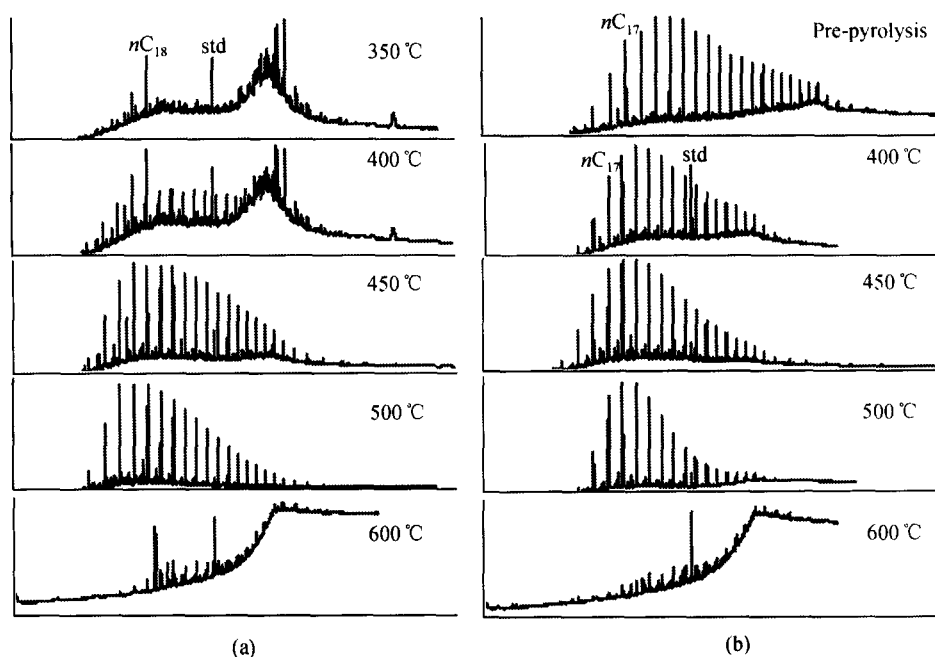 nC₁₈
std
350 ℃
400 ℃
450 ℃
500 ℃
600 ℃
(a)
nC₁₇
Pre-pyrolysis
nC₁₇
std
400 ℃
450 ℃
500 ℃
600 ℃
(b)